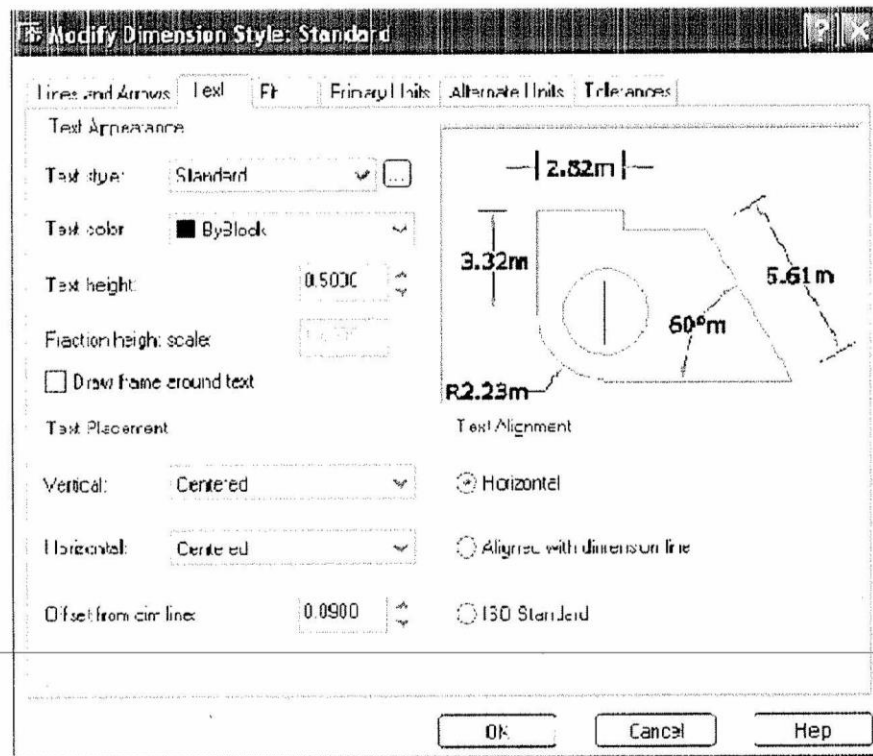 Modify Dimension Style: Standard
? X
Lines and Arrows Text Fit Primary Units Alternate Units Tolerances
Text Appearance
Text style: Standard ...
Text color ByBlock
Text height: 0.5000
Fraction height scale:
Draw frame around text
2.82m
3.32m
5.61m
60°m
R2.23m
Text Placement
Vertical: Centered
Horizontal: Centered
Offset from dim line: 0.0900
Text Alignment
Horizontal
Aligned with dimension line
ISO Standard
OK Cancel Help